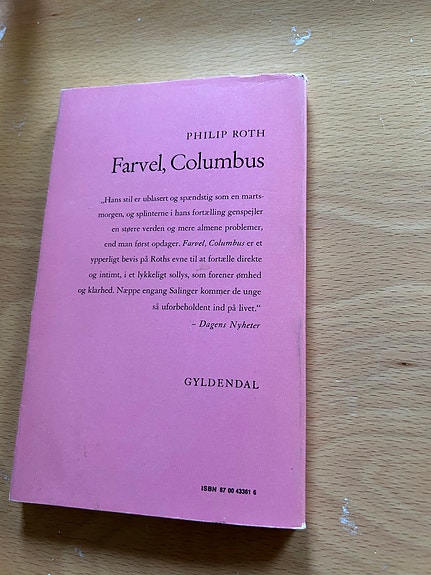 PHILIP ROTH
Farvel, Columbus
„Hans stil er ublasert og spændstig som en marts-
morgen, og splinterne i hans fortælling genspejler
en større verden og mere almene problemer,
end man først opdager. Farvel, Columbus er et
ypperligt bevis på Roths evne til at fortælle direkte
og intimt, i et lykkeligt sollys, som forener ømhed
og klarhed. Næppe engang Salinger kommer de unge
så uforbeholdent ind på livet.“
– Dagens Nyheter
GYLDENDAL
ISBN 87 00 43361 6